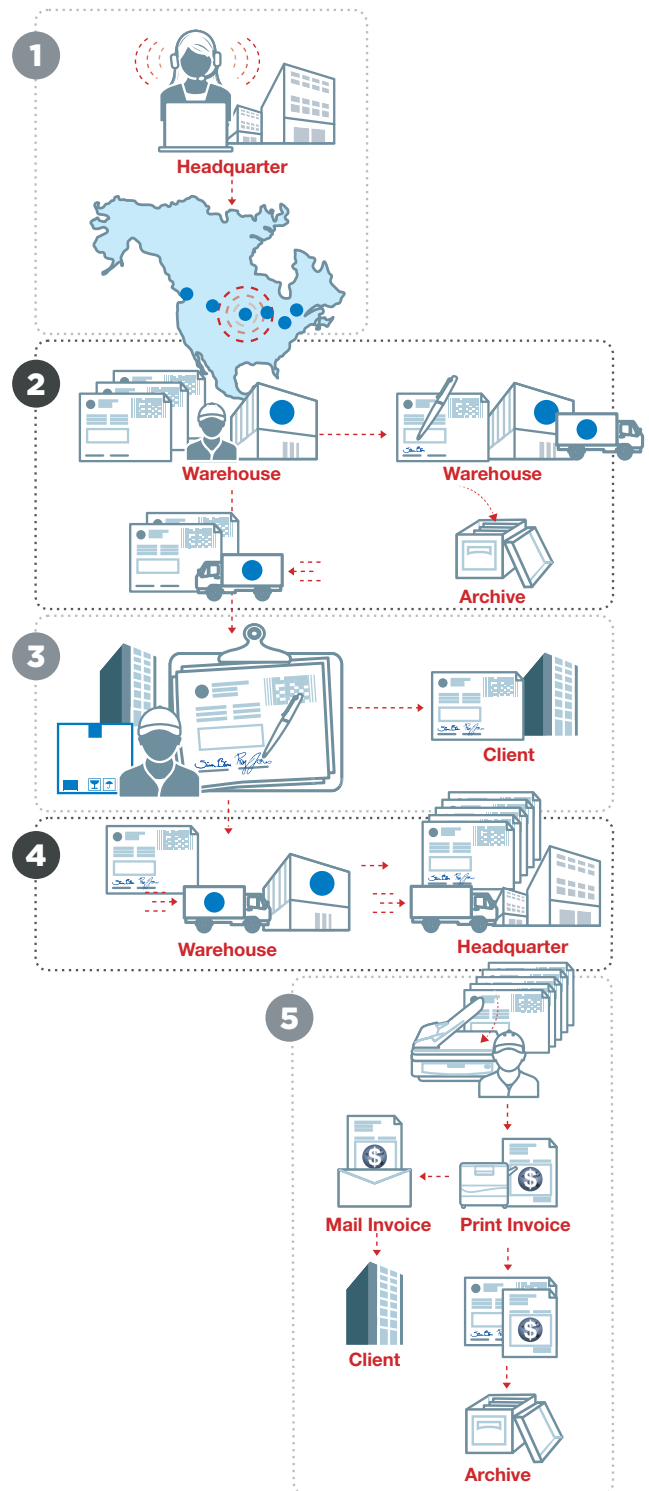 1
Headquarter
2
Warehouse
Warehouse
Archive
3
Client
4
Warehouse
Headquarter
5
$
$
Mail Invoice
Print Invoice
$
Client
Archive